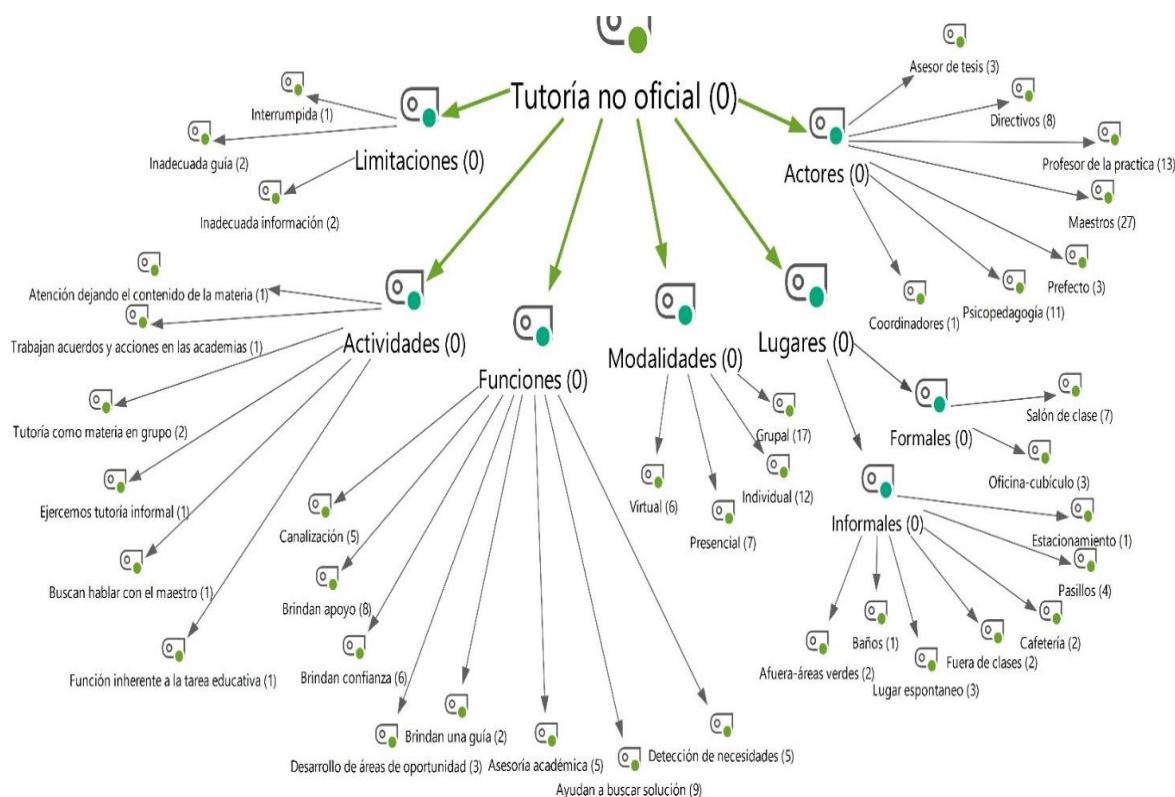 Tutoría no oficial (0)
Limitaciones (0)
Interrumpida (1)
Inadecuada guía (2)
Inadecuada información (2)
Actores (0)
Asesor de tesis (3)
Directivos (8)
Profesor de la practica (13)
Maestros (27)
Prefecto (3)
Psicopedagogía (11)
Coordinadores (1)
Actividades (0)
Atención dejando el contenido de la materia (1)
Trabajan acuerdos y acciones en las academias (1)
Tutoría como materia en grupo (2)
Ejercemos tutoría informal (1)
Buscan hablar con el maestro (1)
Función inherente a la tarea educativa (1)
Funciones (0)
Canalización (5)
Brindan apoyo (8)
Brindan confianza (6)
Desarrollo de áreas de oportunidad (3)
Brindan una guía (2)
Asesoría académica (5)
Ayudan a buscar solución (9)
Detección de necesidades (5)
Modalidades (0)
Virtual (6)
Presencial (7)
Individual (12)
Grupal (17)
Lugares (0)
Formales (0)
Salón de clase (7)
Oficina-cubículo (3)
Informales (0)
Estacionamiento (1)
Pasillos (4)
Cafetería (2)
Fuera de clases (2)
Lugar espontaneo (3)
Baños (1)
Afuera-áreas verdes (2)